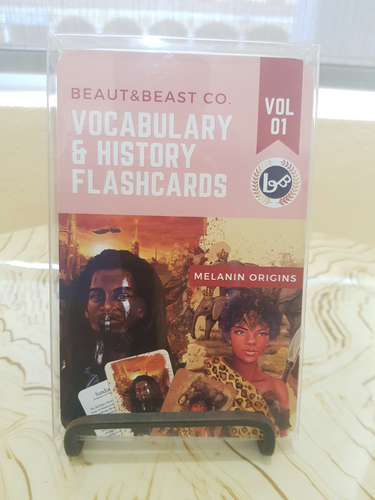 BEAUT&BEAST CO.
VOCABULARY
& HISTORY
FLASHCARDS
VOL
01
MELANIN ORIGINS